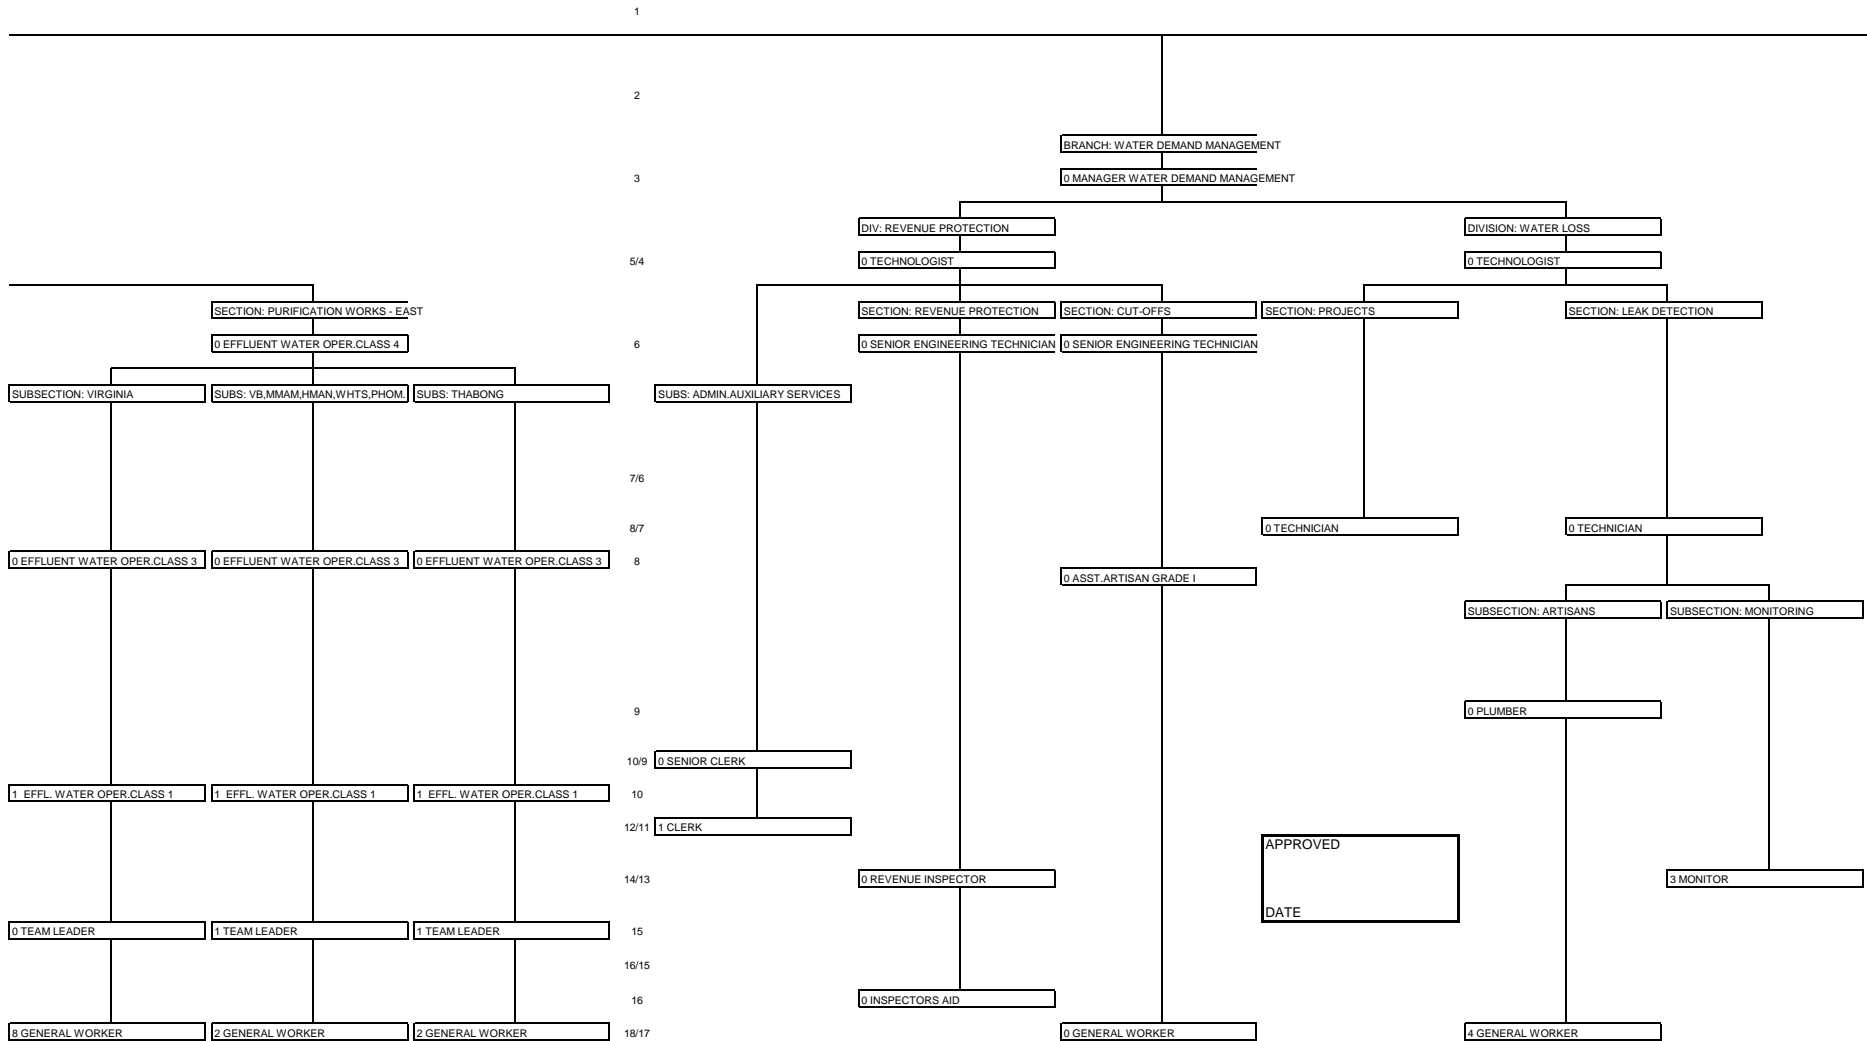 1
2
BRANCH: WATER DEMAND MANAGEMENT
3
0 MANAGER WATER DEMAND MANAGEMENT
DIV: REVENUE PROTECTION
DIVISION: WATER LOSS
5/4
0 TECHNOLOGIST
0 TECHNOLOGIST
SECTION: PURIFICATION WORKS - EAST
SECTION: REVENUE PROTECTION
SECTION: CUT-OFFS
SECTION: PROJECTS
SECTION: LEAK DETECTION
0 EFFLUENT WATER OPER.CLASS 4
6
0 SENIOR ENGINEERING TECHNICIAN
0 SENIOR ENGINEERING TECHNICIAN
SUBSECTION: VIRGINIA
SUBS: VB,MMAM,HMAN,WHTS,PHOM.
SUBS: THABONG
SUBS: ADMIN.AUXILIARY SERVICES
7/6
8/7
0 TECHNICIAN
0 TECHNICIAN
0 EFFLUENT WATER OPER.CLASS 3
0 EFFLUENT WATER OPER.CLASS 3
0 EFFLUENT WATER OPER.CLASS 3
8
0 ASST.ARTISAN GRADE I
SUBSECTION: ARTISANS
SUBSECTION: MONITORING
9
0 PLUMBER
10/9
0 SENIOR CLERK
1 EFFL. WATER OPER.CLASS 1
1 EFFL. WATER OPER.CLASS 1
1 EFFL. WATER OPER.CLASS 1
10
12/11
1 CLERK
APPROVED
14/13
0 REVENUE INSPECTOR
3 MONITOR
DATE
0 TEAM LEADER
1 TEAM LEADER
1 TEAM LEADER
15
16/15
16
0 INSPECTORS AID
8 GENERAL WORKER
2 GENERAL WORKER
2 GENERAL WORKER
18/17
0 GENERAL WORKER
4 GENERAL WORKER